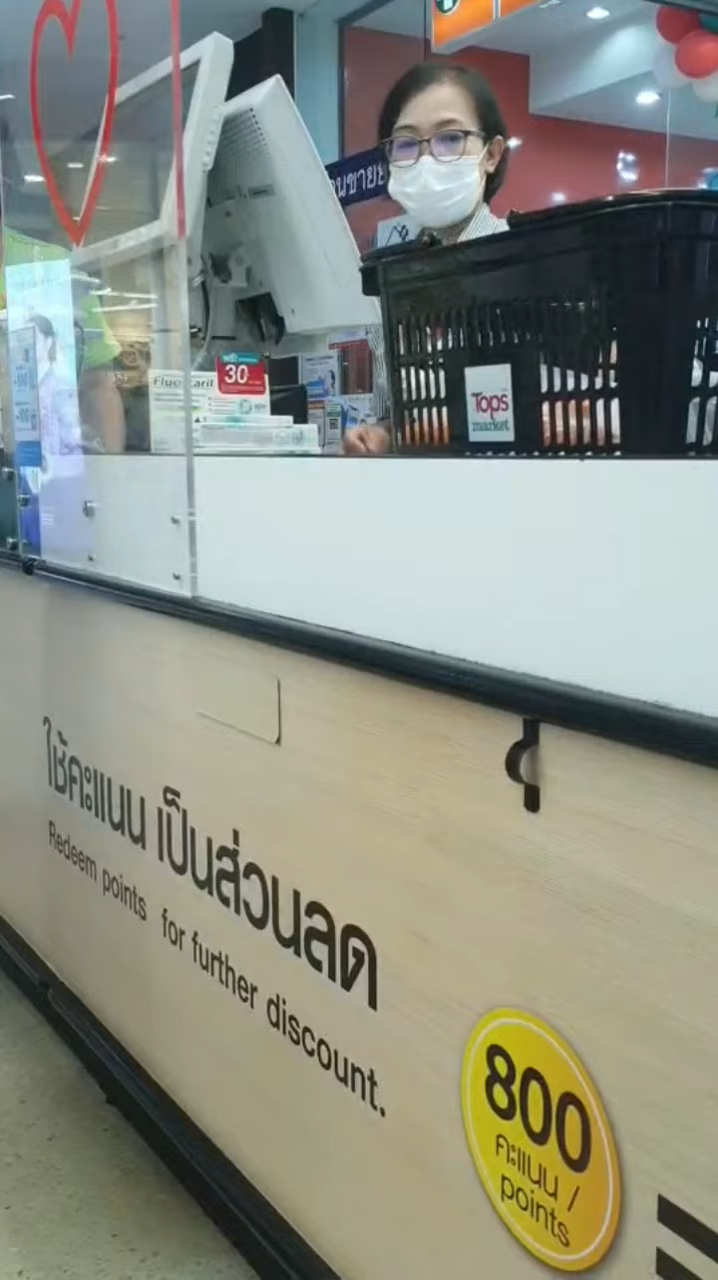 Fluocaril
30
Tops
market
ใช้คะแนน เป็นส่วนลด
Redeem points for further discount.
800
คะแนน /
points